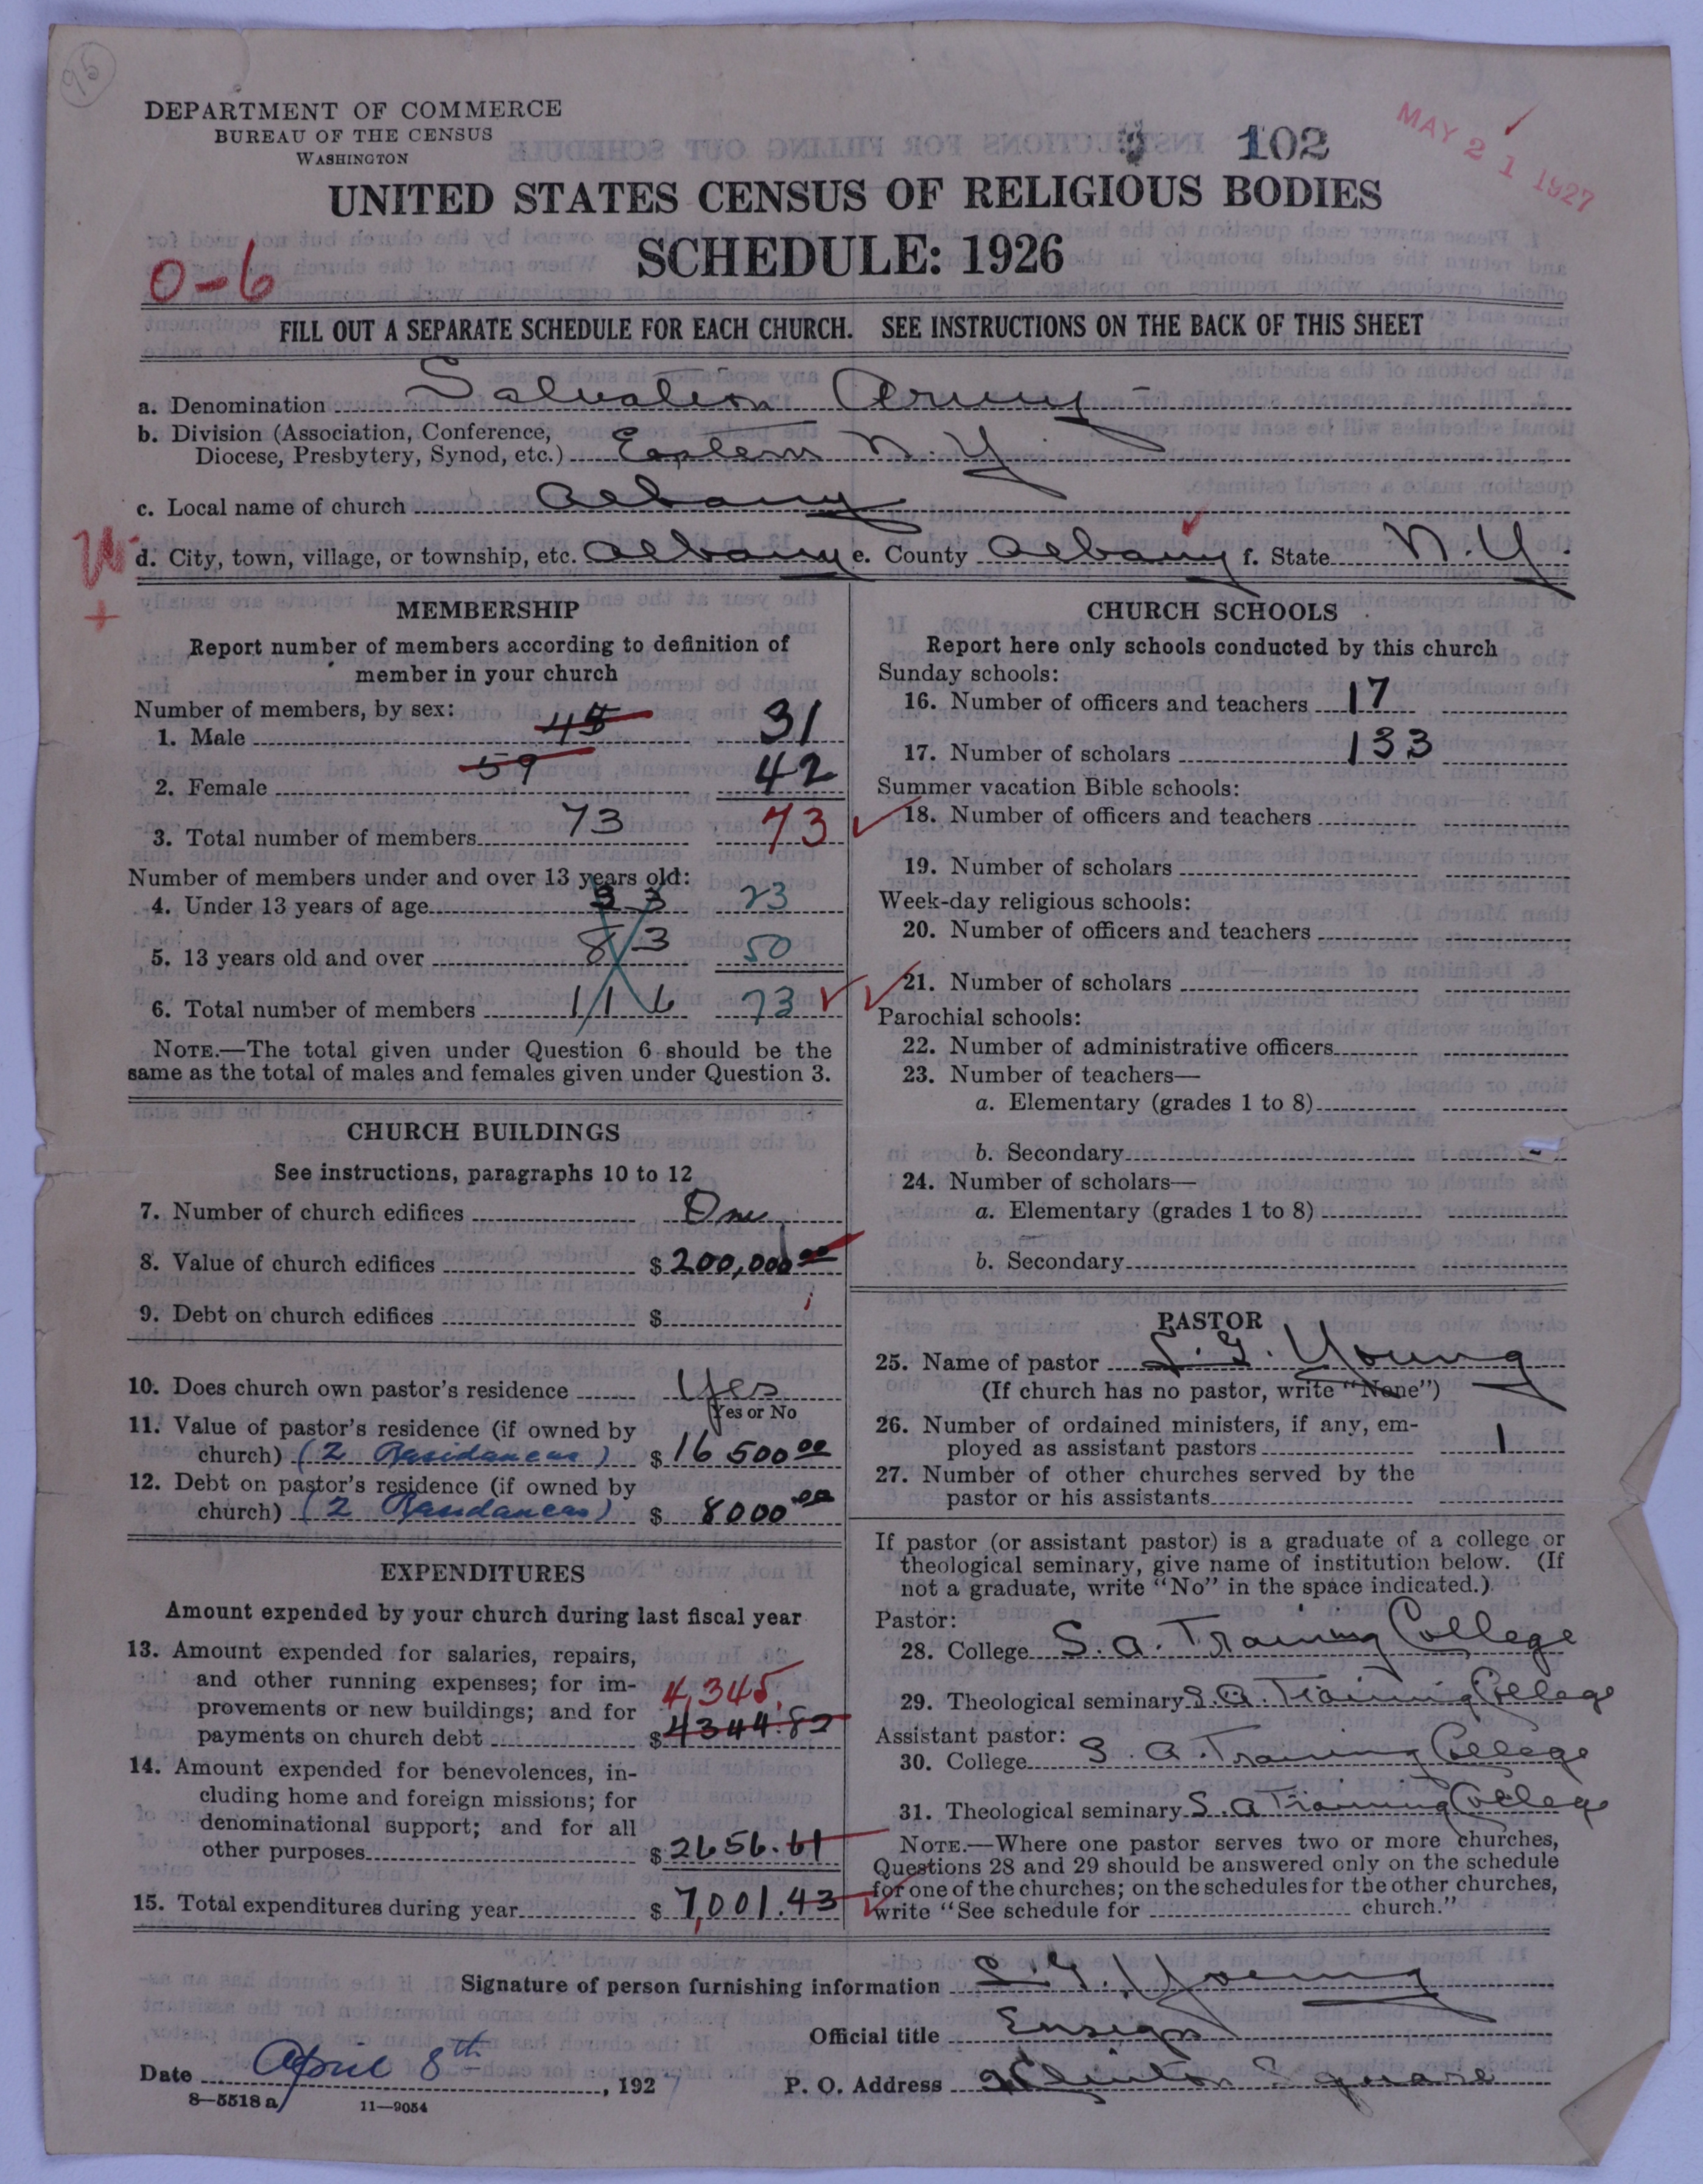 95
DEPARTMENT OF COMMERCE
BUREAU OF THE CENSUS
WASHINGTON
102
MAY 21 1927
UNITED STATES CENSUS OF RELIGIOUS BODIES
SCHEDULE: 1926
0-6
FILL OUT A SEPARATE SCHEDULE FOR EACH CHURCH. SEE INSTRUCTIONS ON THE BACK OF THIS SHEET
a. Denomination Salvation Army
b. Division (Association, Conference,
Diocese, Presbytery, Synod, etc.) Eastern N.Y.
c. Local name of church Albany
d. City, town, village, or township, etc. Albany e. County Albany f. State N.Y.
MEMBERSHIP
Report number of members according to definition of
member in your church
Number of members, by sex:
1. Male 45 31
2. Female 59 42
3. Total number of members 73 73
Number of members under and over 13 years old:
4. Under 13 years of age 33 23
5. 13 years old and over 83 50
6. Total number of members 116 73
NOTE.—The total given under Question 6 should be the
same as the total of males and females given under Question 3.
CHURCH BUILDINGS
See instructions, paragraphs 10 to 12
7. Number of church edifices One
8. Value of church edifices $200,000.00
9. Debt on church edifices $
10. Does church own pastor's residence Yes
Yes or No
11. Value of pastor's residence (if owned by
church) (2 Residances) $16 500 00
12. Debt on pastor's residence (if owned by
church) (2 Residances) $ 8000.00
EXPENDITURES
Amount expended by your church during last fiscal year
13. Amount expended for salaries, repairs,
and other running expenses; for im-
provements or new buildings; and for
4,345.
payments on church debt $4344.82
14. Amount expended for benevolences, in-
cluding home and foreign missions; for
denominational support; and for all
other purposes $2656.61
15. Total expenditures during year $7,001.43
CHURCH SCHOOLS
Report here only schools conducted by this church
Sunday schools:
16. Number of officers and teachers 17
17. Number of scholars 133
Summer vacation Bible schools:
18. Number of officers and teachers
19. Number of scholars
Week-day religious schools:
20. Number of officers and teachers
21. Number of scholars
Parochial schools:
22. Number of administrative officers
23. Number of teachers—
a. Elementary (grades 1 to 8)
b. Secondary
24. Number of scholars—
a. Elementary (grades 1 to 8)
b. Secondary
PASTOR
25. Name of pastor S. G. Young
(If church has no pastor, write "None")
26. Number of ordained ministers, if any, em-
ployed as assistant pastors 1
27. Number of other churches served by the
pastor or his assistants
If pastor (or assistant pastor) is a graduate of a college or
theological seminary, give name of institution below. (If
not a graduate, write "No" in the space indicated.)
Pastor:
28. College S. A. Training College
29. Theological seminary S. A. Training College
Assistant pastor:
30. College S. A. Training College
31. Theological seminary S. A Training College
NOTE.—Where one pastor serves two or more churches,
Questions 28 and 29 should be answered only on the schedule
for one of the churches; on the schedules for the other churches,
write "See schedule for church."
Signature of person furnishing information S. G. Young
Official title Ensign
Date April 8th, 1927
P. O. Address Clinton Square
8—5518 a
11—9054